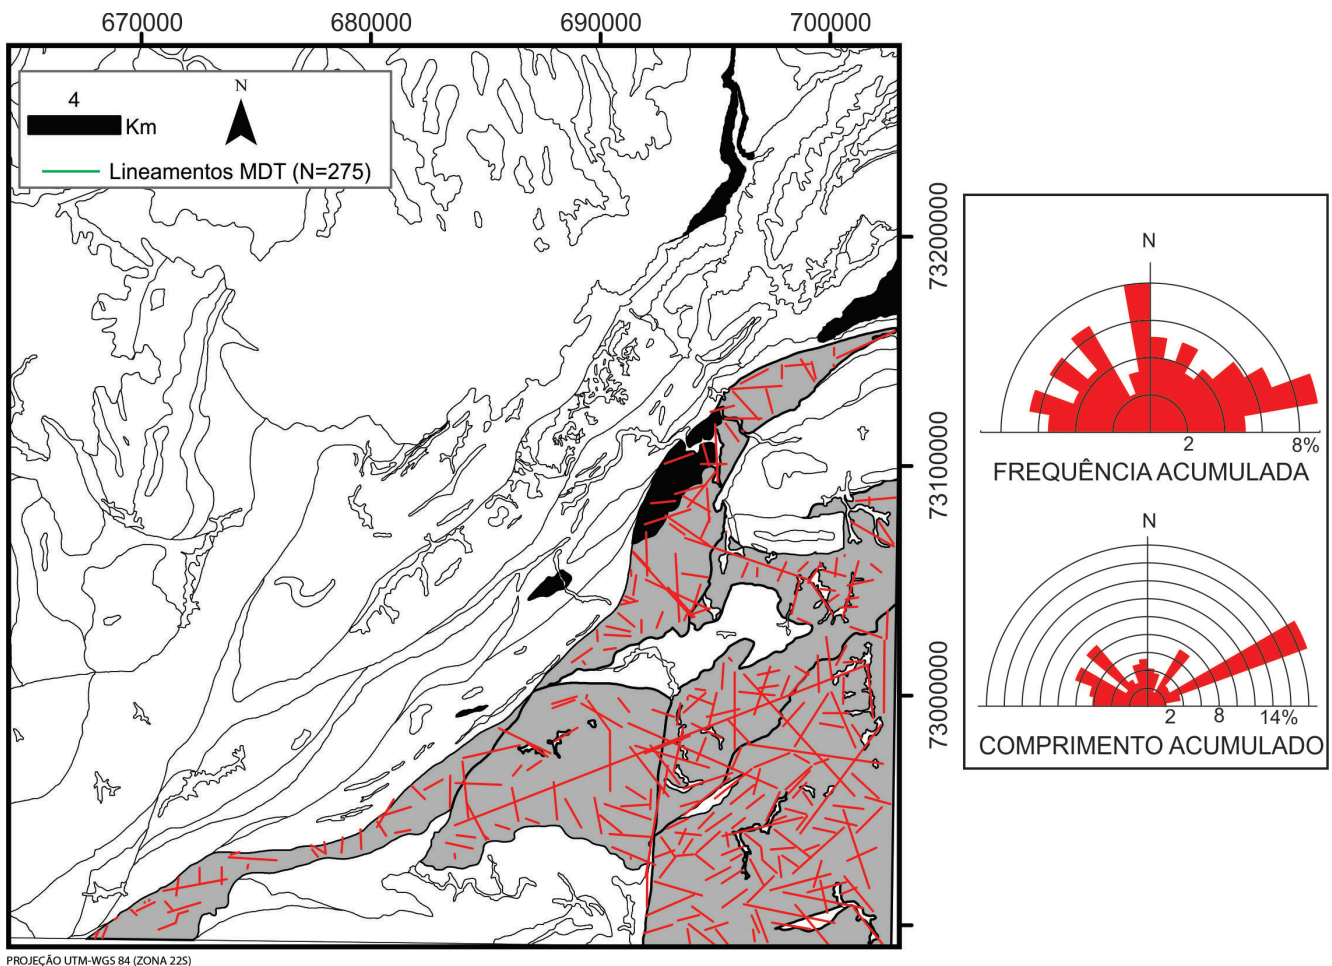 670000 680000 690000 700000
N
4
Km
Lineamentos MDT (N=275)
7320000
7310000
7300000
N
2 8%
FREQUÊNCIA ACUMULADA
N
2 8 14%
COMPRIMENTO ACUMULADO
PROJEÇÃO UTM-WGS 84 (ZONA 22S)